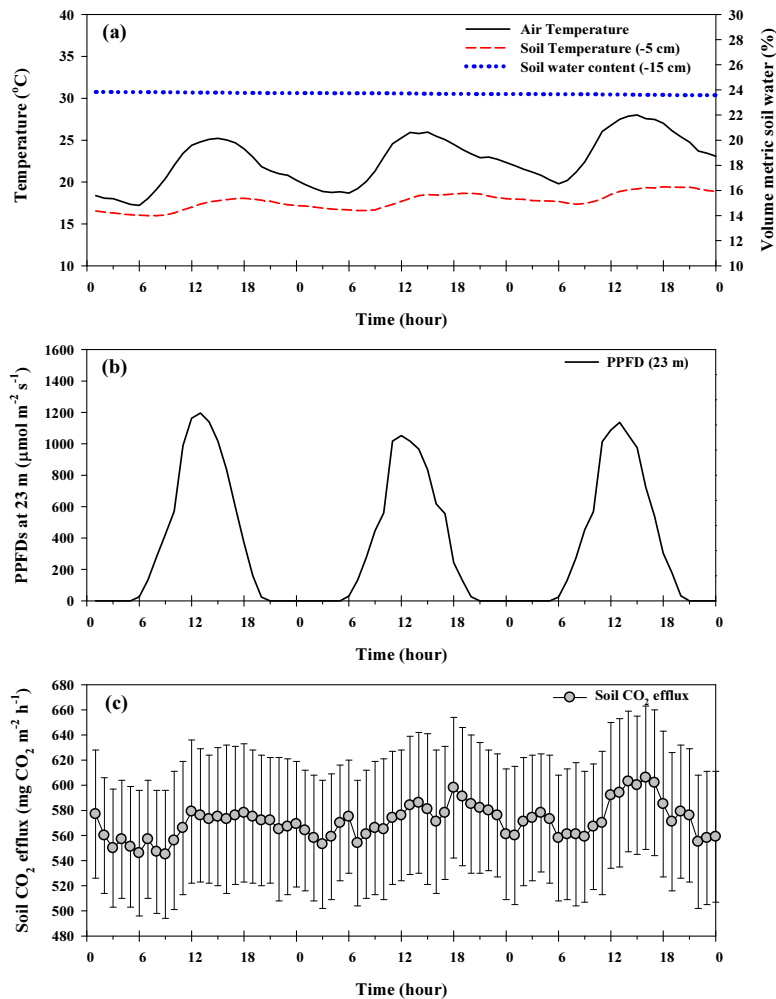 (a)
Air Temperature
Soil Temperature (-5 cm)
Soil water content (-15 cm)
Temperature (°C)
40
35
30
25
20
15
10
Volume metric soil water (%)
30
28
26
24
22
20
18
16
14
12
10
0 6 12 18 0 6 12 18 0 6 12 18 0
Time (hour)
(b)
PPFD (23 m)
PPFDs at 23 m (μmol m⁻² s⁻¹)
1600
1400
1200
1000
800
600
400
200
0
0 6 12 18 0 6 12 18 0 6 12 18 0
Time (hour)
(c)
Soil CO₂ efflux
Soil CO₂ efflux (mg CO₂ m⁻² h⁻¹)
680
660
640
620
600
580
560
540
520
500
480
0 6 12 18 0 6 12 18 0 6 12 18 0
Time (hour)